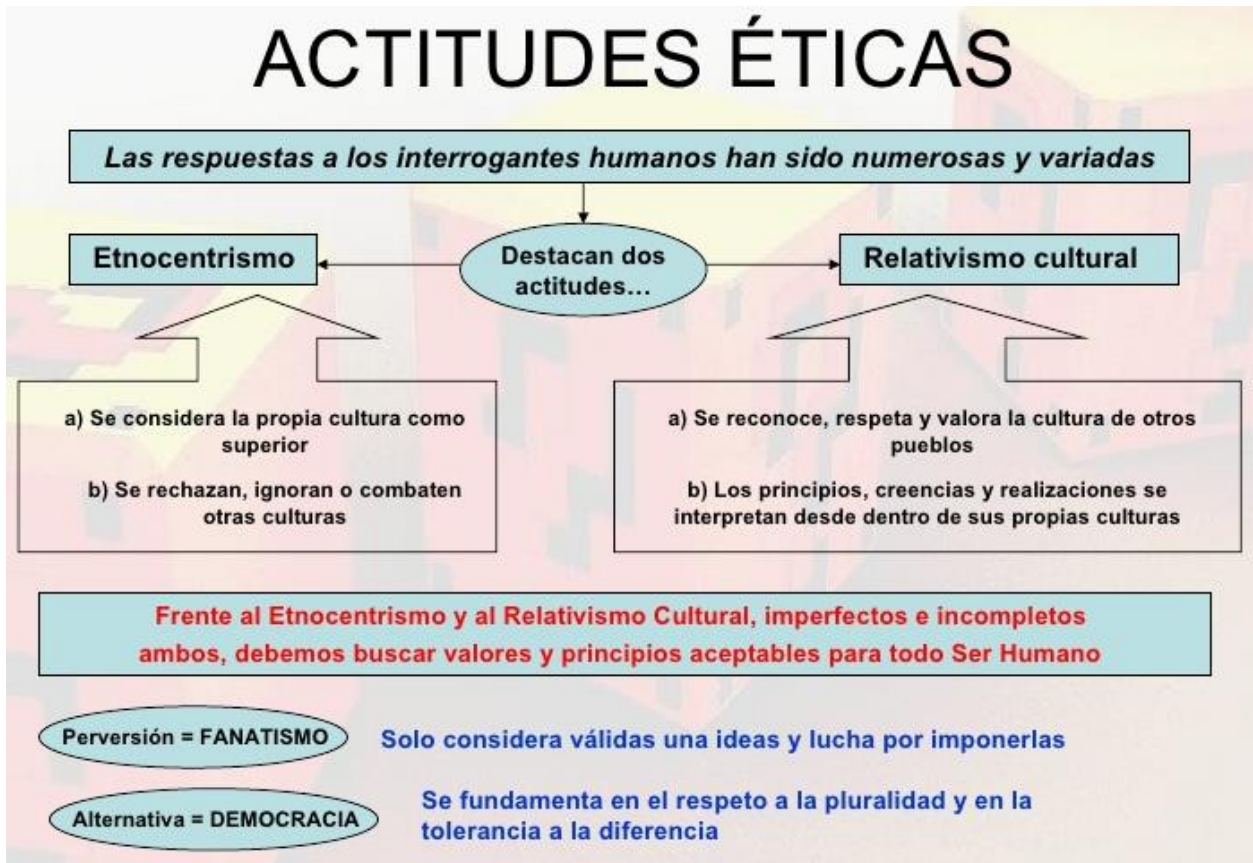 ACTITUDES ÉTICAS
Las respuestas a los interrogantes humanos han sido numerosas y variadas
Etnocentrismo
Destacan dos
actitudes…
Relativismo cultural
a) Se considera la propia cultura como
superior
b) Se rechazan, ignoran o combaten
otras culturas
a) Se reconoce, respeta y valora la cultura de otros
pueblos
b) Los principios, creencias y realizaciones se
interpretan desde dentro de sus propias culturas
Frente al Etnocentrismo y al Relativismo Cultural, imperfectos e incompletos
ambos, debemos buscar valores y principios aceptables para todo Ser Humano
Perversión = FANATISMO
Solo considera válidas una ideas y lucha por imponerlas
Alternativa = DEMOCRACIA
Se fundamenta en el respeto a la pluralidad y en la
tolerancia a la diferencia